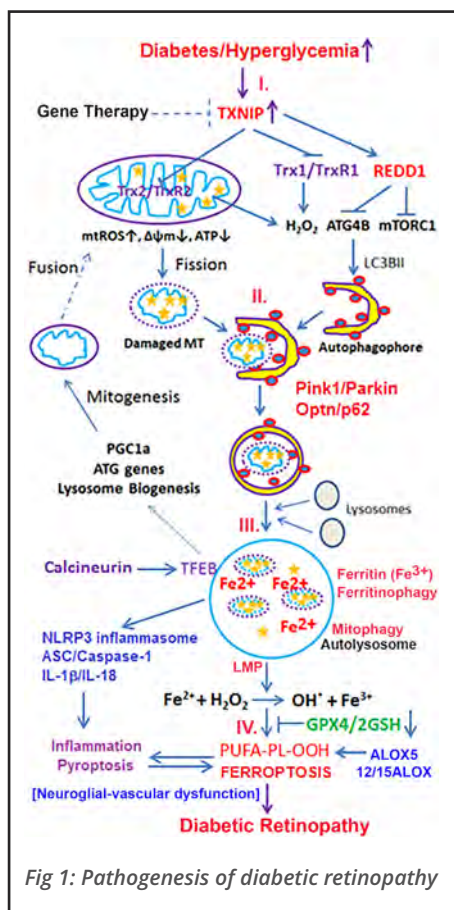 Diabetes/Hyperglycemia
I.
Gene Therapy
TXNIP
Trx2/TrxR2
Trx1/TrxR1
REDD1
H₂O₂ ATG4B mTORC1
mtROS↑, Δψm↓, ATP↓
Fusion
Fission
LC3BII
II.
Damaged MT
Autophagophore
Pink1/Parkin
Optn/p62
Mitogenesis
PGC1a
ATG genes
Lysosome Biogenesis
Lysosomes
III.
Calcineurin
TFEB
Fe2+ Fe2+
Fe2+
Ferritin (Fe³⁺)
Ferritinophagy
Mitophagy
Autolysosome
NLRP3 inflammasome
ASC/Caspase-1
IL-1β/IL-18
LMP
Fe²⁺ + H₂O₂ → OH• + Fe³⁺
IV.
GPX4/2GSH
Inflammation
Pyroptosis
PUFA-PL-OOH
FERROPTOSIS
ALOX5
12/15ALOX
[Neuroglial-vascular dysfunction]
Diabetic Retinopathy
Fig 1: Pathogenesis of diabetic retinopathy